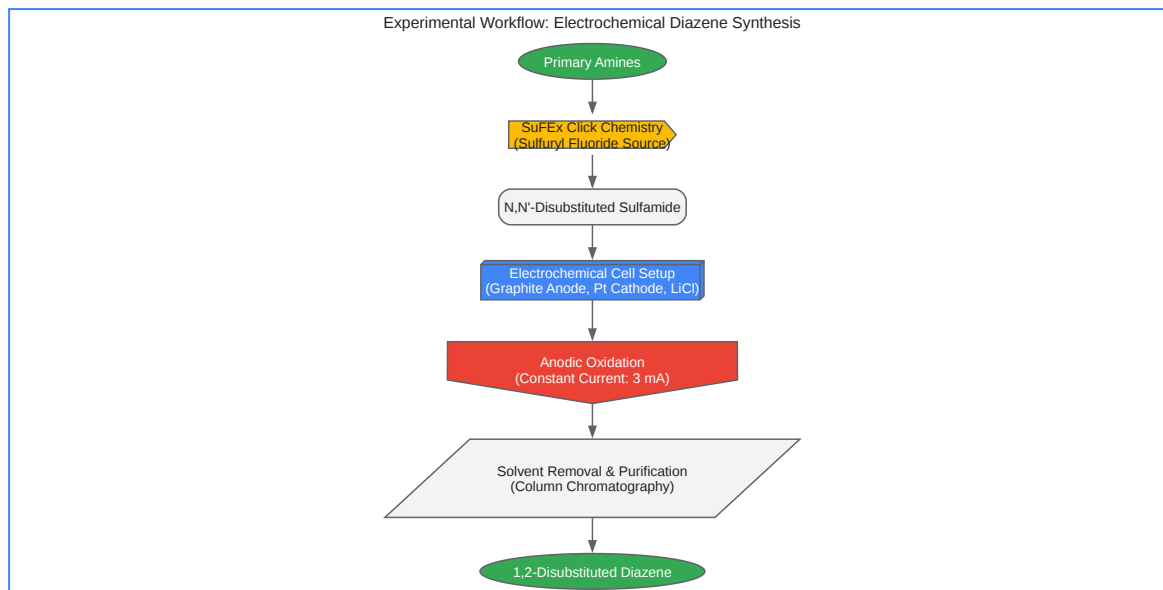 Experimental Workflow: Electrochemical Diazene Synthesis
Primary Amines
SuFEx Click Chemistry
(Sulfuryl Fluoride Source)
N,N'-Disubstituted Sulfamide
Electrochemical Cell Setup
(Graphite Anode, Pt Cathode, LiCl)
Anodic Oxidation
(Constant Current: 3 mA)
Solvent Removal & Purification
(Column Chromatography)
1,2-Disubstituted Diazene